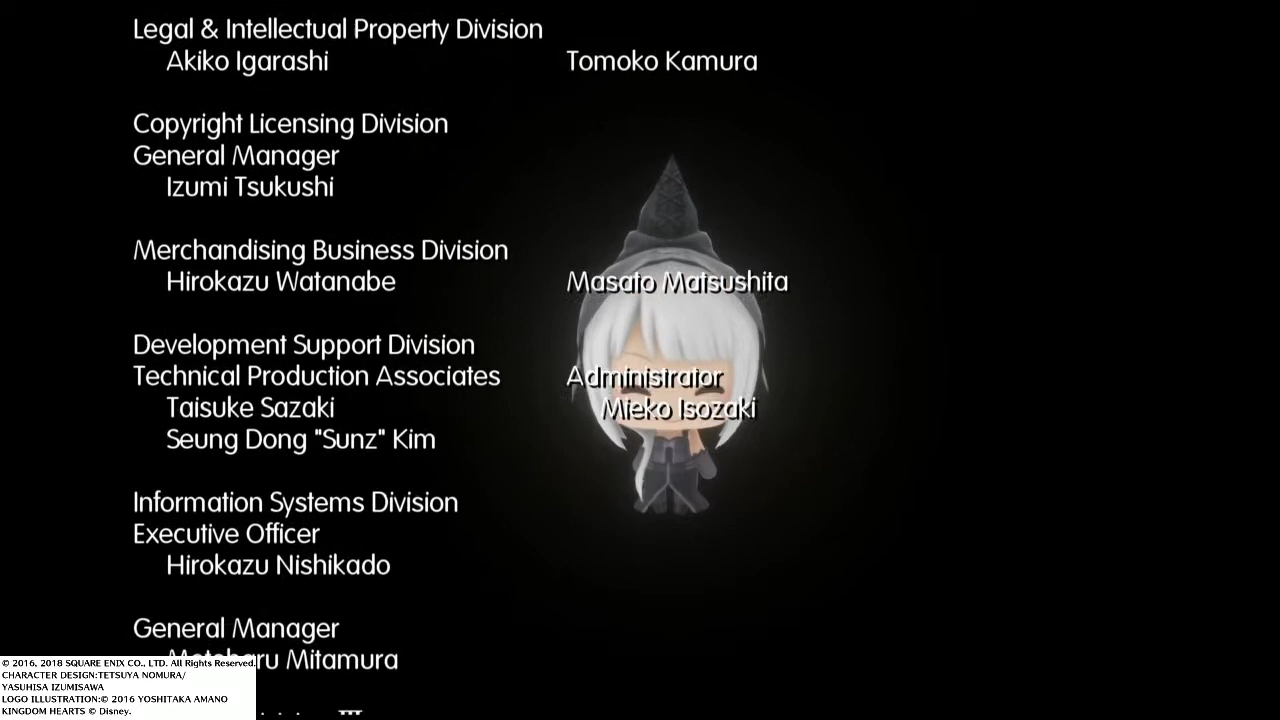 Legal & Intellectual Property Division
Akiko Igarashi Tomoko Kamura
Copyright Licensing Division
General Manager
Izumi Tsukushi
Merchandising Business Division
Hirokazu Watanabe Masato Matsushita
Development Support Division
Technical Production Associates Administrator
Taisuke Sazaki Mieko Isozaki
Seung Dong "Sunz" Kim
Information Systems Division
Executive Officer
Hirokazu Nishikado
General Manager
Mitamura
© 2016, 2018 SQUARE ENIX CO., LTD. All Rights Reserved.
CHARACTER DESIGN:TETSUYA NOMURA/
YASUHISA IZUMISAWA
LOGO ILLUSTRATION:© 2016 YOSHITAKA AMANO
KINGDOM HEARTS © Disney.